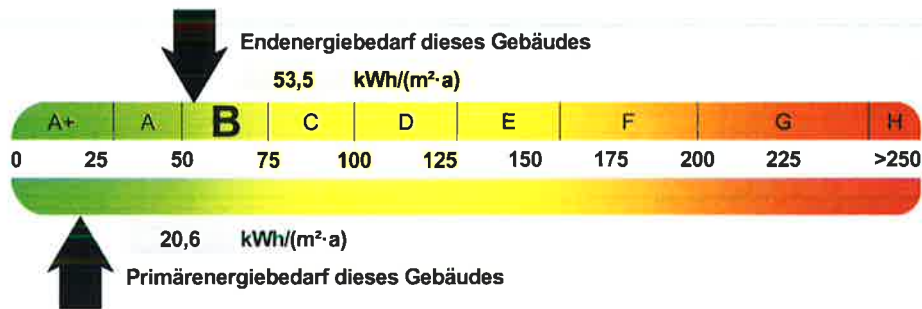 Endenergiebedarf dieses Gebäudes
53,5 kWh/(m²·a)
A+ A B C D E F G H
0 25 50 75 100 125 150 175 200 225 >250
20,6 kWh/(m²·a)
Primärenergiebedarf dieses Gebäudes